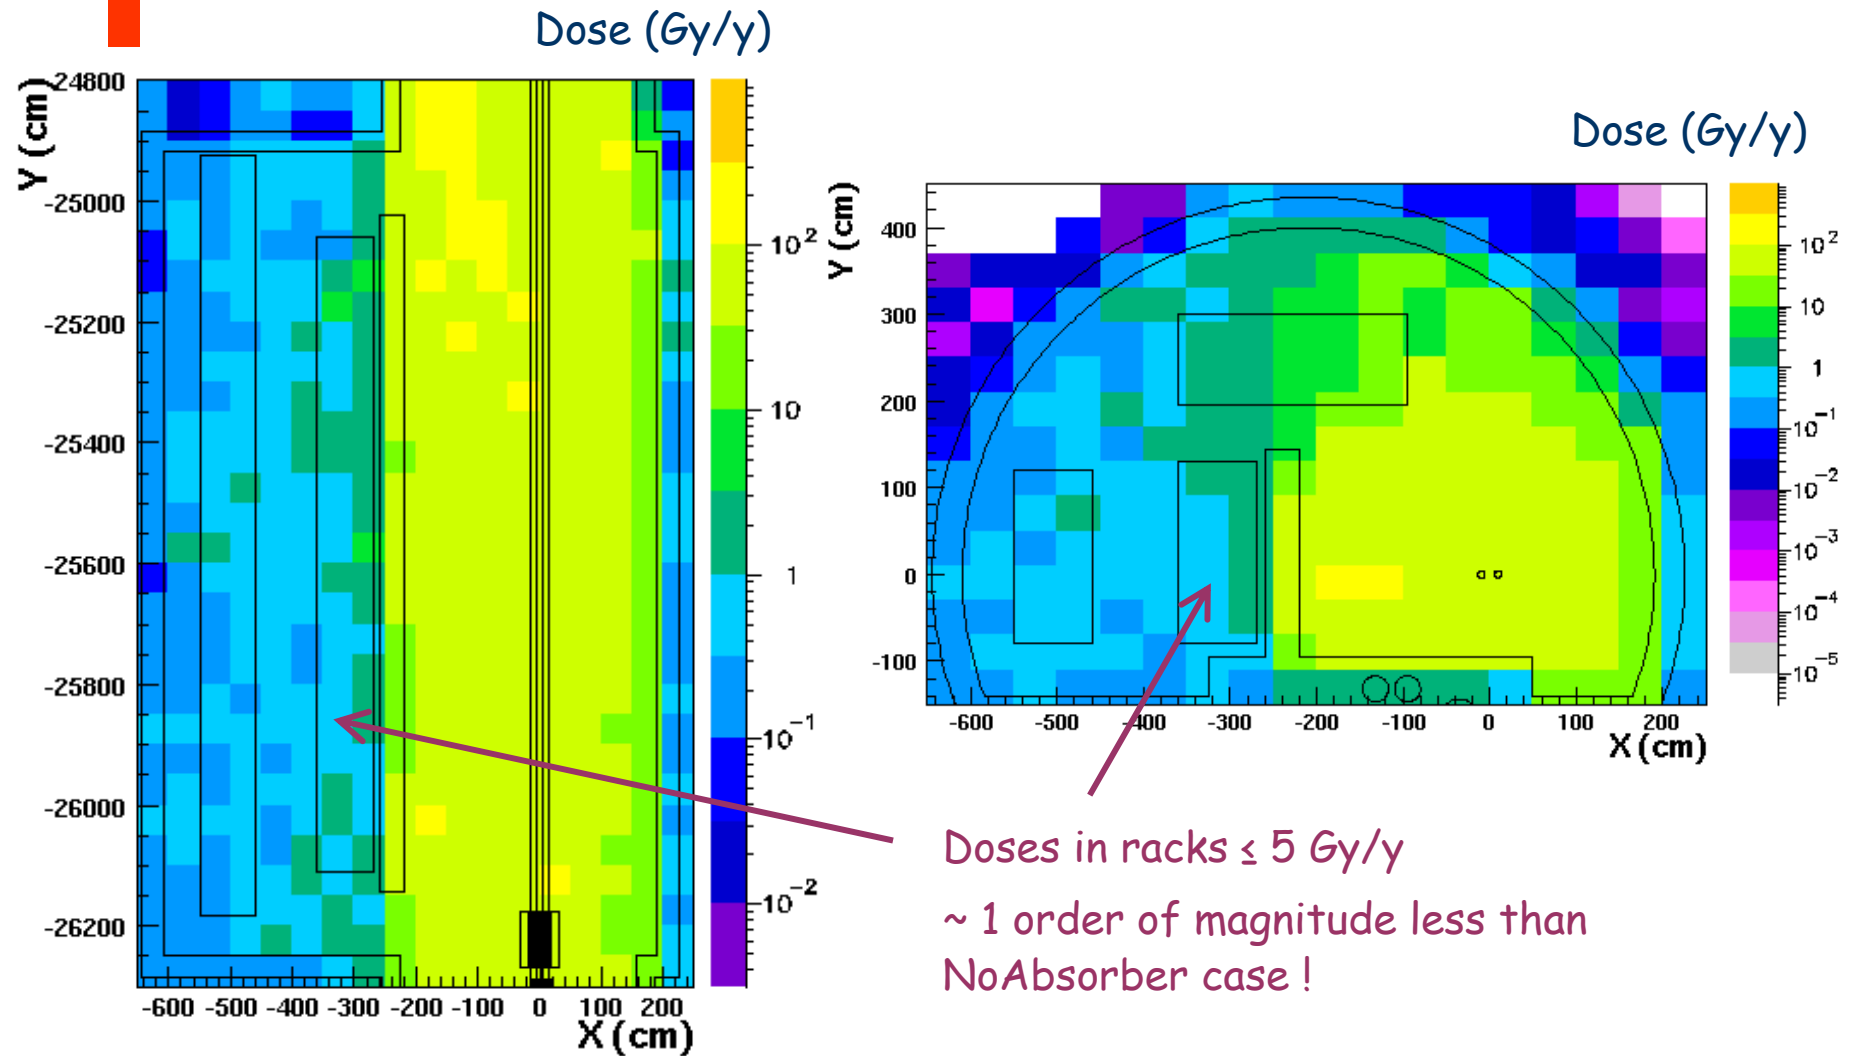 Dose (Gy/y)
Y (cm)
-24800
-25000
-25200
-25400
-25600
-25800
-26000
-26200
-600 -500 -400 -300 -200 -100 0 100 200
X (cm)
10²
10
1
10⁻¹
10⁻²
Dose (Gy/y)
Y (cm)
400
300
200
100
0
-100
-600 -500 -400 -300 -200 -100 0 100 200
X (cm)
10²
10
1
10⁻¹
10⁻²
10⁻³
10⁻⁴
10⁻⁵
Doses in racks ≤ 5 Gy/y
~ 1 order of magnitude less than
NoAbsorber case !